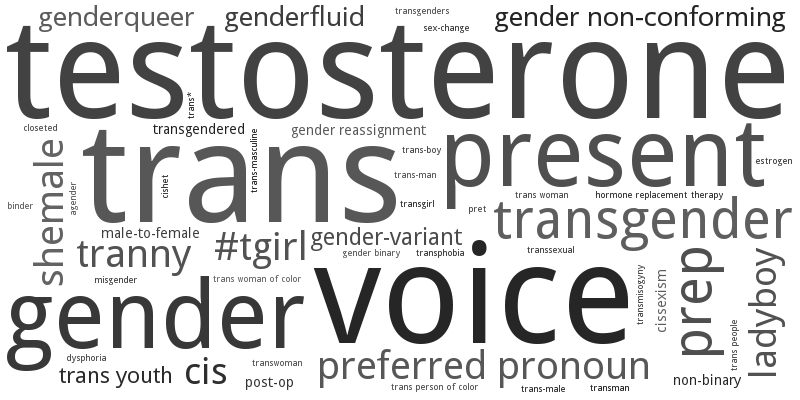 genderqueer
genderfluid
transgenders
sex-change
gender non-conforming
testosterone
trans*
closeted
transgendered
gender reassignment
trans
present
shemale
agender
cishet
trans-masculine
trans-boy
trans-man
transgirl
estrogen
binder
pret
trans woman
hormone replacement therapy
transgender
male-to-female
tranny
#tgirl
gender-variant
gender binary
transphobia
transsexual
misgender
trans woman of color
gender
voice
transmisogyny
cissexism
prep
trans people
ladyboy
dysphoria
trans youth
cis
transwoman
post-op
preferred pronoun
trans person of color
trans-male
transman
non-binary